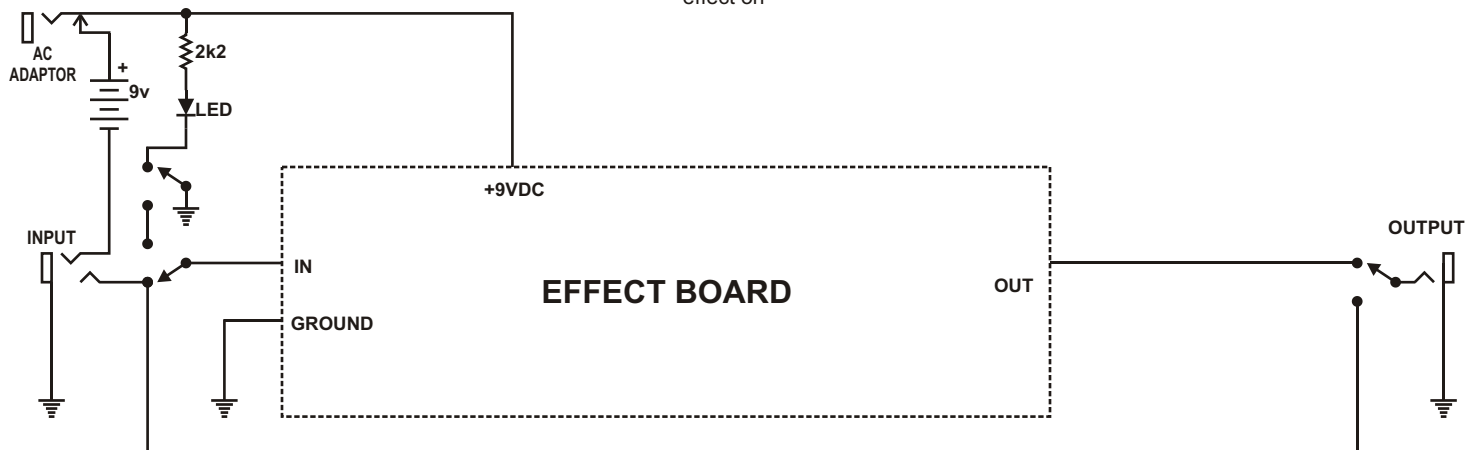 effect on
AC
ADAPTOR
+
9v
2k2
LED
+9VDC
INPUT
IN
GROUND
EFFECT BOARD
OUT
OUTPUT